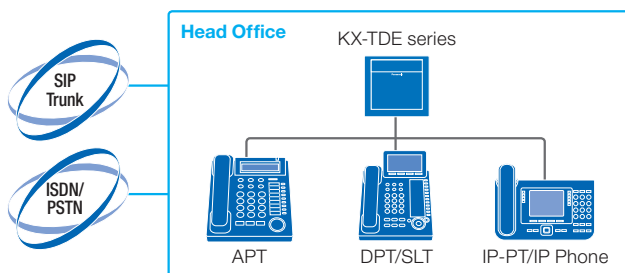 Head Office
KX-TDE series
SIP
Trunk
ISDN/
PSTN
APT
DPT/SLT
IP-PT/IP Phone